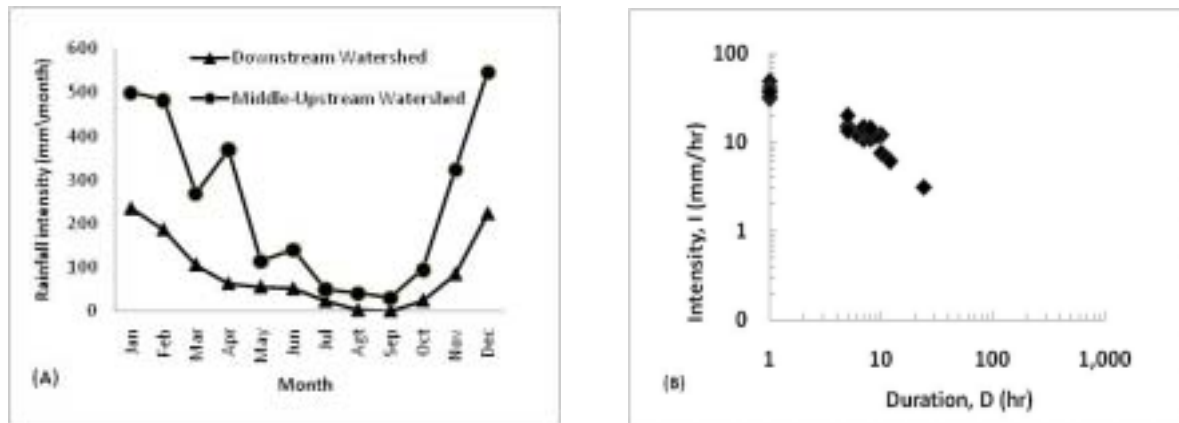 600
500
400
300
200
100
0
Rainfall intensity (mm\month)
Downstream Watershed
Middle-Upstream Watershed
Jan
Feb
Mar
Apr
May
Jun
Jul
Agt
Sep
Oct
Nov
Dec
(A)
Month
100
10
1
0
Intensity, I (mm/hr)
1
10
100
1,000
(B)
Duration, D (hr)